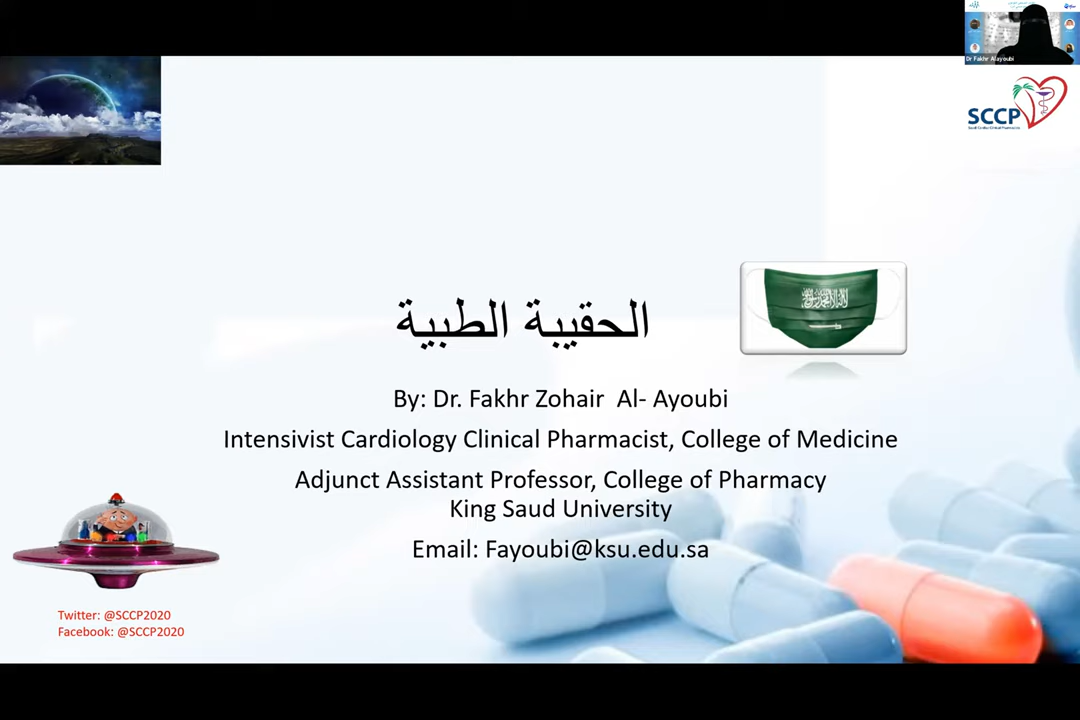 Dr Fakhr Alayoubi
SCCP
الحقيبة الطبية
By: Dr. Fakhr Zohair Al- Ayoubi
Intensivist Cardiology Clinical Pharmacist, College of Medicine
Adjunct Assistant Professor, College of Pharmacy
King Saud University
Email: Fayoubi@ksu.edu.sa
Twitter: @SCCP2020
Facebook: @SCCP2020